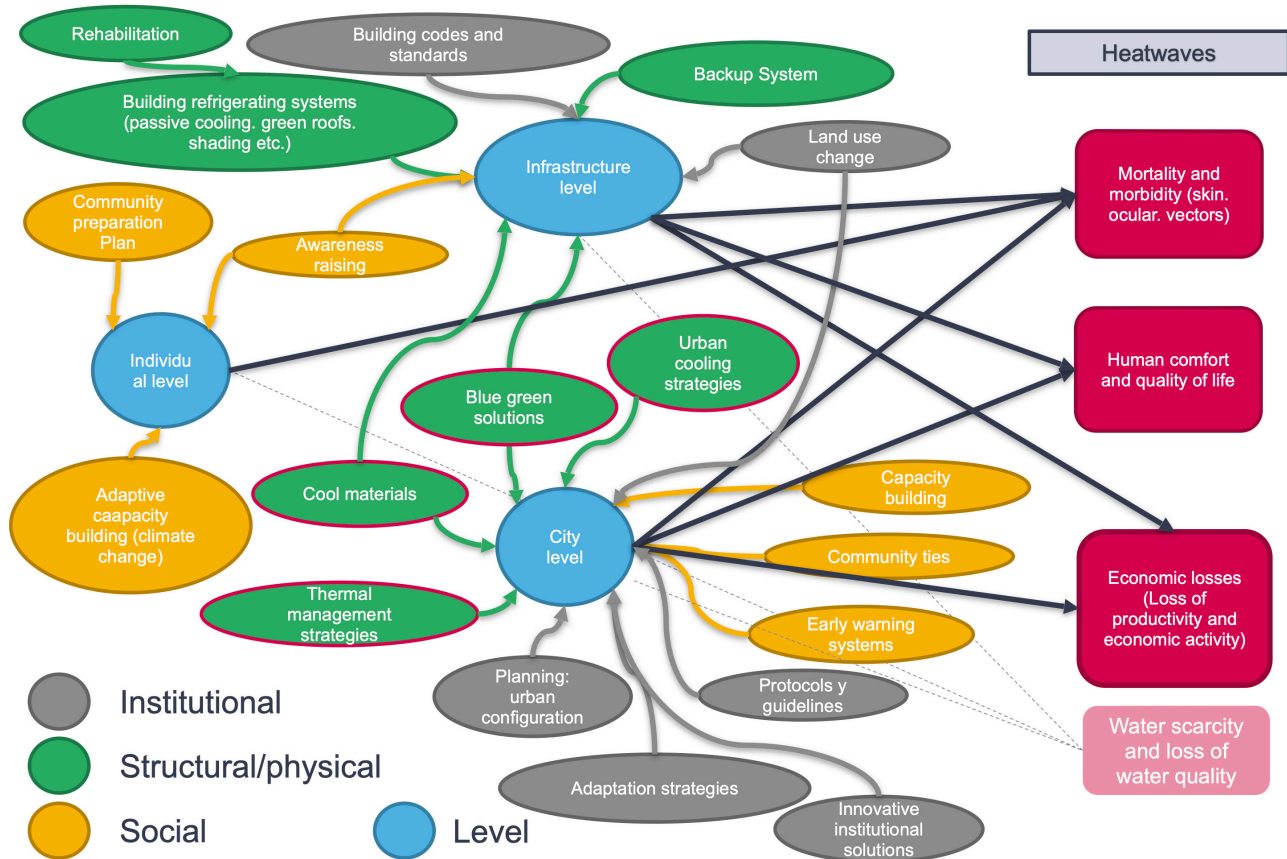 Rehabilitation
Building codes and
standards
Backup System
Heatwaves
Building refrigerating systems
(passive cooling. green roofs.
shading etc.)
Land use
change
Infrastructure
level
Mortality and
morbidity (skin.
ocular. vectors)
Community
preparation
Plan
Awareness
raising
Individu
al level
Urban
cooling
strategies
Human comfort
and quality of life
Blue green
solutions
Cool materials
Capacity
building
Adaptive
caapacity
building (climate
change)
City
level
Community ties
Economic losses
(Loss of
productivity and
economic activity)
Thermal
management
strategies
Early warning
systems
Planning:
urban
configuration
Protocols y
guidelines
Water scarcity
and loss of
water quality
Adaptation strategies
Innovative
institutional
solutions
Institutional
Structural/physical
Social
Level